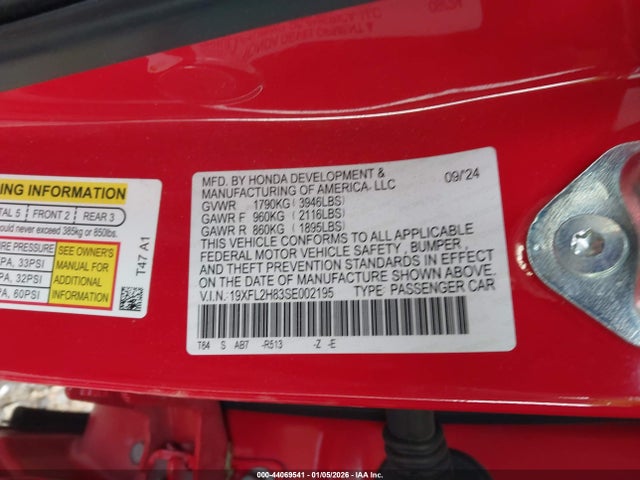 MFD. BY HONDA DEVELOPMENT &
MANUFACTURING OF AMERICA, LLC
09/24
GVWR 1790KG ( 3946LBS)
GAWR F 960KG ( 2116LBS)
GAWR R 860KG ( 1895LBS)
THIS VEHICLE CONFORMS TO ALL APPLICABLE
FEDERAL MOTOR VEHICLE SAFETY , BUMPER ,
AND THEFT PREVENTION STANDARDS IN EFFECT
ON THE DATE OF MANUFACTURE SHOWN ABOVE.
V.I.N.:19XFL2H83SE002195 TYPE: PASSENGER CAR
T64 S AB7 -R513 -Z -E
ING INFORMATION
TAL 5 FRONT 2 REAR 3
ould never exceed 385kg or 850lbs.
IRE PRESSURE
PA, 33PSI
PA, 32PSI
PA, 60PSI
SEE OWNER'S
MANUAL FOR
ADDITIONAL
INFORMATION
T47 A1
000-44069541 | 01/05/2026 - IAA Inc.